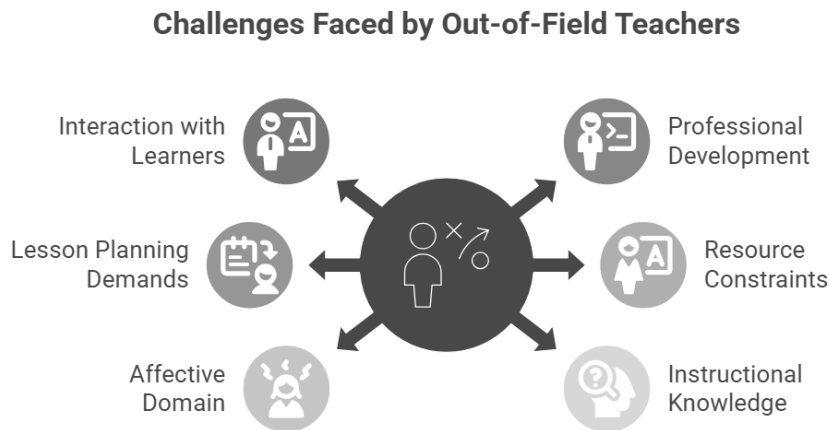 Challenges Faced by Out-of-Field Teachers
Interaction with
Learners
A
Professional
Development
Lesson Planning
Demands
Resource
Constraints
A
Affective
Domain
Instructional
Knowledge
?